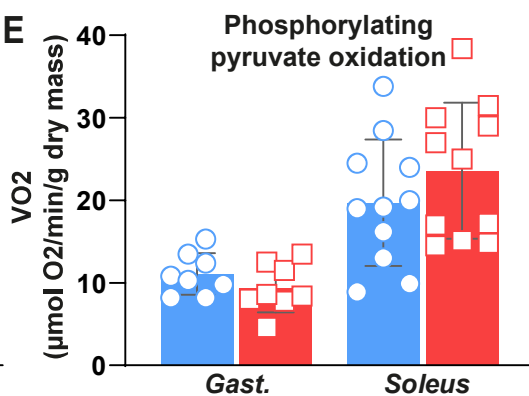 E
Phosphorylating
pyruvate oxidation
VO2
(µmol O2/min/g dry mass)
40
30
20
10
0
Gast.
Soleus